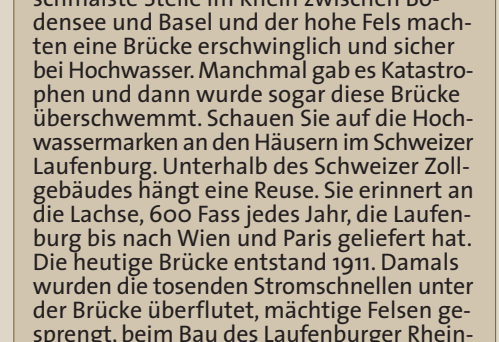 schmalste Stelle im Rhein zwischen Bo-
densee und Basel und der hohe Fels mach-
ten eine Brücke erschwinglich und sicher
bei Hochwasser. Manchmal gab es Katastro-
phen und dann wurde sogar diese Brücke
überschwemmt. Schauen Sie auf die Hoch-
wassermarken an den Häusern im Schweizer
Laufenburg. Unterhalb des Schweizer Zoll-
gebäudes hängt eine Reuse. Sie erinnert an
die Lachse, 600 Fass jedes Jahr, die Laufen-
burg bis nach Wien und Paris geliefert hat.
Die heutige Brücke entstand 1911. Damals
wurden die tosenden Stromschnellen unter
der Brücke überflutet, mächtige Felsen ge-
sprengt, beim Bau des Laufenburger Rhein-